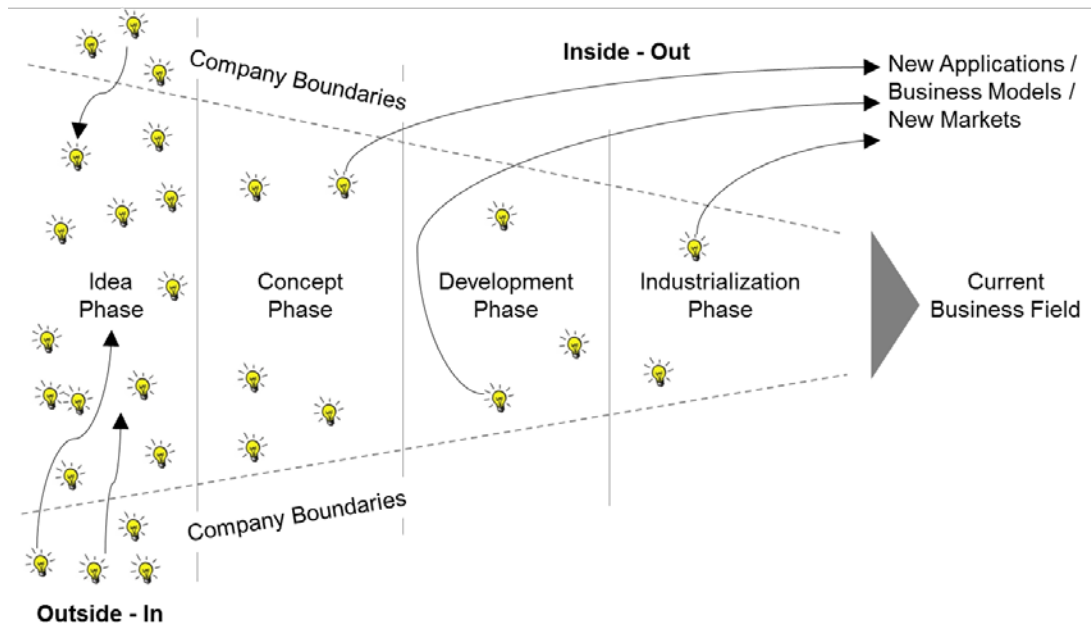 Company Boundaries
Inside - Out
New Applications /
Business Models /
New Markets
Idea
Phase
Concept
Phase
Development
Phase
Industrialization
Phase
Current
Business Field
Company Boundaries
Outside - In